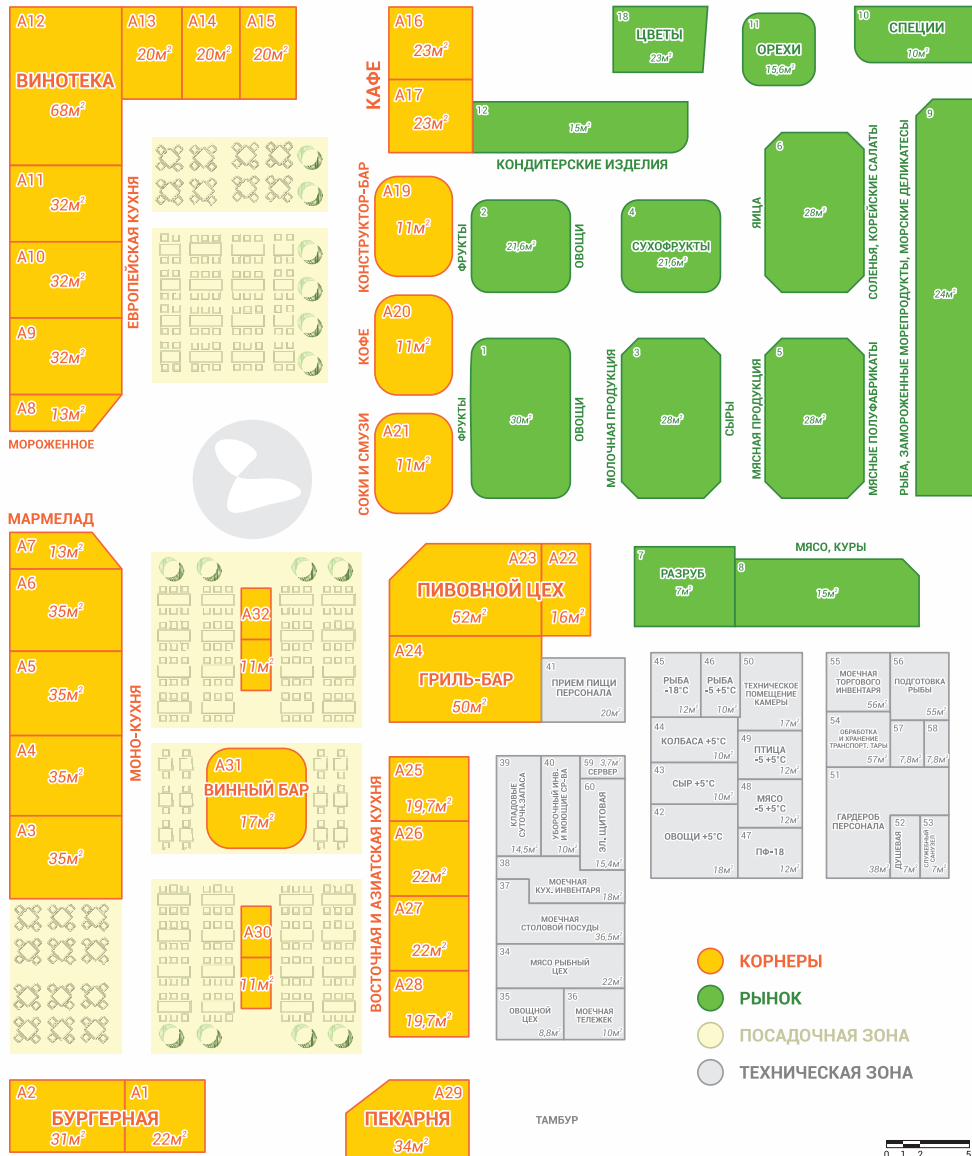 A12
ВИНОТЕКА
68м²
A13
20м²
A14
20м²
A15
20м²
A11
32м²
A10
32м²
A9
32м²
A8
13м²
МОРОЖЕННОЕ
ЕВРОПЕЙСКАЯ КУХНЯ
КАФЕ
A16
23м²
A17
23м²
12
15м²
КОНДИТЕРСКИЕ ИЗДЕЛИЯ
18
ЦВЕТЫ
23м²
11
ОРЕХИ
15,6м²
10
СПЕЦИИ
10м²
КОНСТРУКТОР-БАР
A19
11м²
КОФЕ
A20
11м²
СОКИ И СМУЗИ
A21
11м²
ФРУКТЫ
2
21,6м²
ОВОЩИ
4
СУХОФРУКТЫ
21,6м²
ЯИЦА
6
28м²
СОЛЕНЬЯ, КОРЕЙСКИЕ САЛАТЫ
РЫБА, ЗАМОРОЖЕННЫЕ МОРЕПРОДУКТЫ, МОРСКИЕ ДЕЛИКАТЕСЫ
9
24м²
ФРУКТЫ
1
30м²
ОВОЩИ
МОЛОЧНАЯ ПРОДУКЦИЯ
3
28м²
СЫРЫ
МЯСНАЯ ПРОДУКЦИЯ
5
28м²
МЯСНЫЕ ПОЛУФАБРИКАТЫ
МАРМЕЛАД
A7
13м²
A6
35м²
A5
35м²
A4
35м²
A3
35м²
МОНО-КУХНЯ
A32
11м²
A31
ВИННЫЙ БАР
17м²
A30
11м²
A23
A22
ПИВОВНОЙ ЦЕХ
52м²
16м²
A24
ГРИЛЬ-БАР
50м²
41
ПРИЕМ ПИЩИ
ПЕРСОНАЛА
20м²
7
РАЗРУБ
7м²
МЯСО, КУРЫ
8
15м²
ВОСТОЧНАЯ И АЗИАТСКАЯ КУХНЯ
A25
19,7м²
A26
22м²
A27
22м²
A28
19,7м²
39
КЛАДОВЫЕ
СУТОЧН.ЗАПАСА
14,5м²
40
УБОРОЧНЫЙ ИНВ.
И МОЮЩИЕ СР-ВА
10м²
59
3,7м²
СЕРВЕР
60
ЭЛ. ЩИТОВАЯ
15,4м²
38
МОЕЧНАЯ
КУХ. ИНВЕНТАРЯ
18м²
37
МОЕЧНАЯ
СТОЛОВОЙ ПОСУДЫ
36,5м²
34
МЯСО РЫБНЫЙ
ЦЕХ
22м²
35
ОВОЩНОЙ
ЦЕХ
8,8м²
36
МОЕЧНАЯ
ТЕЛЕЖЕК
10м²
45
РЫБА
-18°С
12м²
46
РЫБА
-5 +5°С
10м²
50
ТЕХНИЧЕСКОЕ
ПОМЕЩЕНИЕ
КАМЕРЫ
17м²
44
КОЛБАСА +5°С
10м²
49
ПТИЦА
-5 +5°С
12м²
43
СЫР +5°С
10м²
48
МЯСО
-5 +5°С
12м²
42
ОВОЩИ +5°С
18м²
47
ПФ-18
12м²
55
МОЕЧНАЯ
ТОРГОВОГО
ИНВЕНТАРЯ
56м²
56
ПОДГОТОВКА
РЫБЫ
55м²
54
ОБРАБОТКА
И ХРАНЕНИЕ
ТРАНСПОРТ. ТАРЫ
57м²
57
7,8м²
58
7,8м²
51
ГАРДЕРОБ
ПЕРСОНАЛА
38м²
52
ДУШЕВАЯ
7м²
53
СЛУЖЕБНЫЙ
САНУЗЕЛ
7м²
КОРНЕРЫ
РЫНОК
ПОСАДОЧНАЯ ЗОНА
ТЕХНИЧЕСКАЯ ЗОНА
A2
A1
БУРГЕРНАЯ
31м²
22м²
A29
ПЕКАРНЯ
34м²
ТАМБУР
0 1 2 5